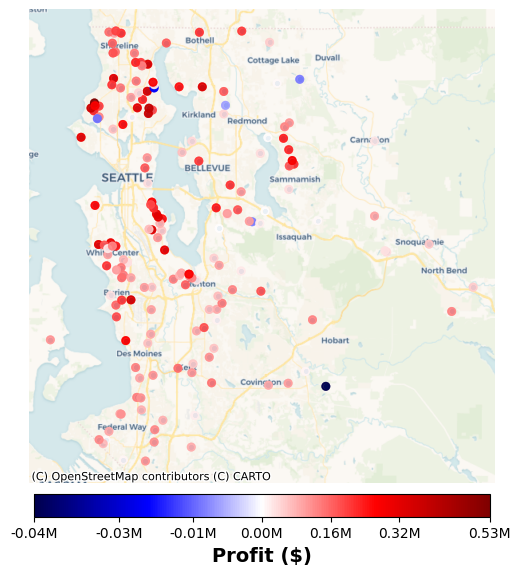 Bothell
Shoreline
Cottage Lake
Duvall
Kirkland
Redmond
Carnation
ge
BELLEVUE
SEATTLE
Sammamish
Issaquah
Snoqualmie
White Center
North Bend
Renton
Burien
Hobart
Des Moines
Kent
Covington
Federal Way
(C) OpenStreetMap contributors (C) CARTO
-0.04M -0.03M -0.01M 0.00M 0.16M 0.32M 0.53M
Profit ($)